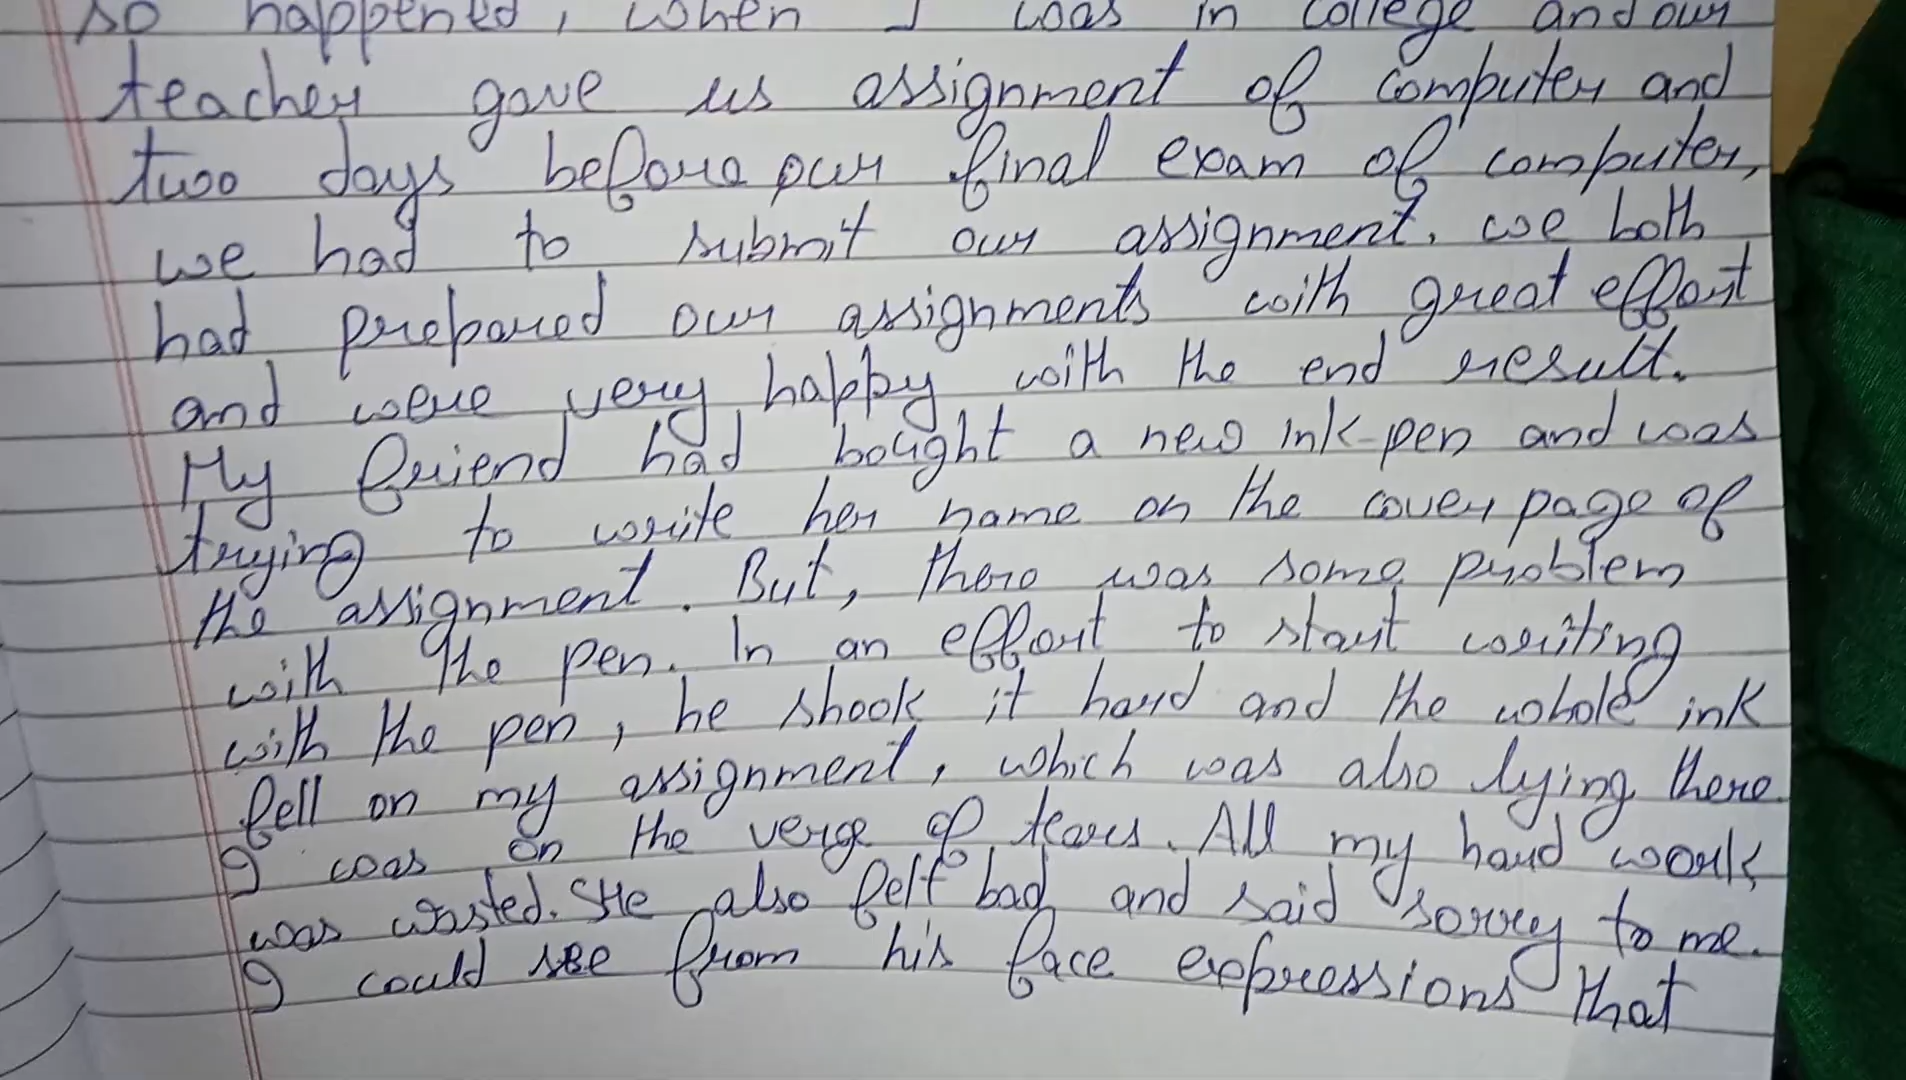 so happened, when I was in college and our
teacher gave us assignment of computer and
two days before our final exam of computer,
we had to submit our assignment. we both
had prepared our assignments with great effort
and were very happy with the end result.
My friend had bought a new ink-pen and was
trying to write her name on the cover page of
the assignment. But, there was some problem
with the pen. In an effort to start writing
with the pen, he shook it hard and the whole ink
fell on my assignment, which was also lying there.
I was on the verge of tears. All my hard work
was wasted. She also felt bad and said sorry to me.
I could see from his face expressions that